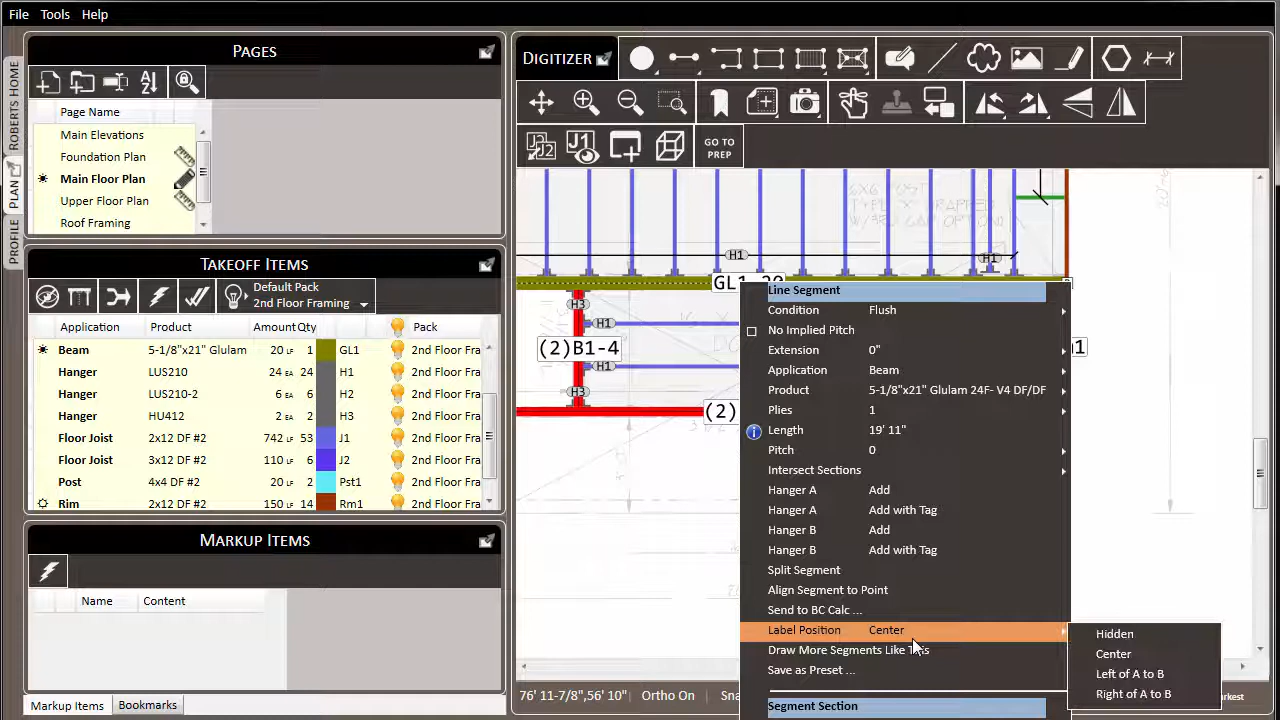 File Tools Help
ROBERTS HOME
PLAN
PROFILE
PAGES
Page Name
Main Elevations
Foundation Plan
Main Floor Plan
Upper Floor Plan
Roof Framing
TAKEOFF ITEMS
Default Pack
2nd Floor Framing
Application Product Amount Qty Pack
Beam 5-1/8"x21" Glulam 20 LF 1 GL1 2nd Floor Fra
Hanger LUS210 24 EA 24 H1 2nd Floor Fra
Hanger LUS210-2 6 EA 6 H2 2nd Floor Fra
Hanger HU412 2 EA 2 H3 2nd Floor Fra
Floor Joist 2x12 DF #2 742 LF 53 J1 2nd Floor Fra
Floor Joist 3x12 DF #2 110 LF 6 J2 2nd Floor Fra
Post 4x4 DF #2 20 LF 2 Pst1 2nd Floor Fra
Rim 2x12 DF #2 150 LF 14 Rm1 2nd Floor Fra
MARKUP ITEMS
Name Content
Markup Items Bookmarks
DIGITIZER
J1
GO TO PREP
6X6 POST
H1
H1
GL1-20
H3
H1
(2)B1-4
H1
H3
(2)
Line Segment
Condition Flush
No Implied Pitch
Extension 0"
Application Beam
Product 5-1/8"x21" Glulam 24F- V4 DF/DF
Plies 1
Length 19' 11"
Pitch 0
Intersect Sections
Hanger A Add
Hanger A Add with Tag
Hanger B Add
Hanger B Add with Tag
Split Segment
Align Segment to Point
Send to BC Calc ...
Label Position Center
Draw More Segments Like This
Save as Preset ...
Segment Section
Hidden
Center
Left of A to B
Right of A to B
76' 11-7/8",56' 10" Ortho On Sna